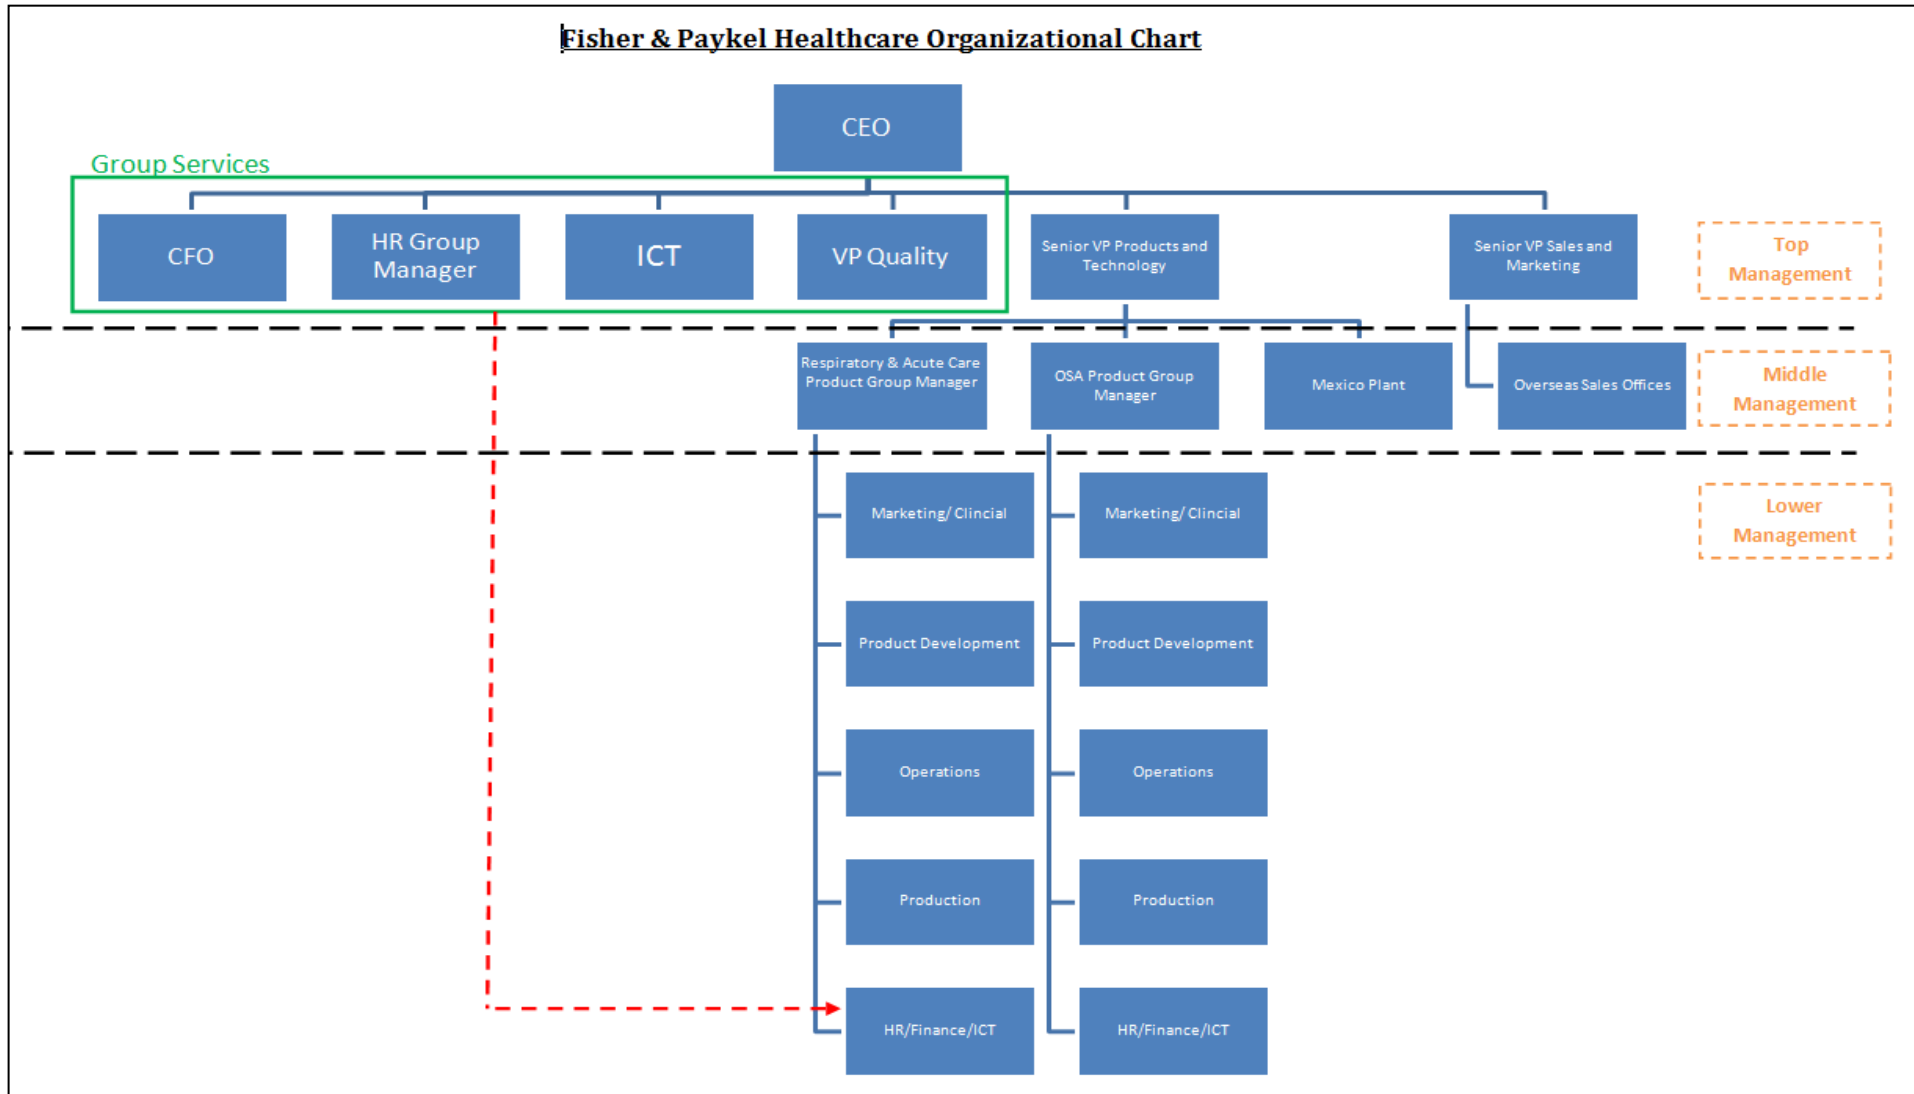 Fisher & Paykel Healthcare Organizational Chart
CEO
Group Services
CFO
HR Group
Manager
ICT
VP Quality
Senior VP Products and
Technology
Senior VP Sales and
Marketing
Top
Management
Respiratory & Acute Care
Product Group Manager
OSA Product Group
Manager
Mexico Plant
Overseas Sales Offices
Middle
Management
Marketing/ Clincial
Marketing/ Clincial
Lower
Management
Product Development
Product Development
Operations
Operations
Production
Production
HR/Finance/ICT
HR/Finance/ICT